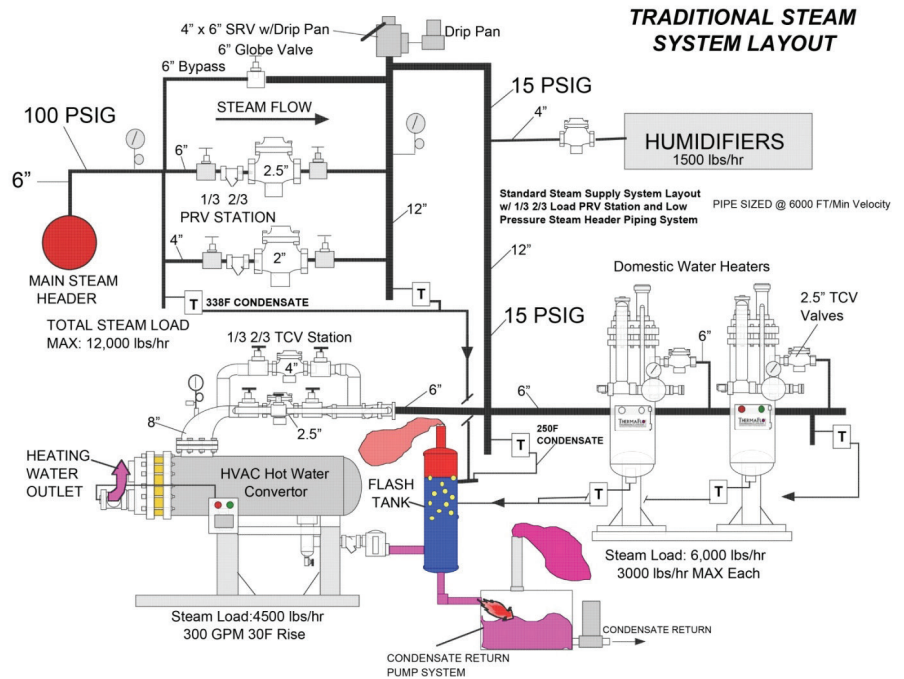 TRADITIONAL STEAM
SYSTEM LAYOUT
4” x 6” SRV w/Drip Pan
Drip Pan
6” Globe Valve
6” Bypass
STEAM FLOW
100 PSIG
6”
6”
2.5”
1/3 2/3
PRV STATION
4”
2”
12”
MAIN STEAM
HEADER
T
338F CONDENSATE
T
TOTAL STEAM LOAD
MAX: 12,000 lbs/hr
15 PSIG
4”
HUMIDIFIERS
1500 lbs/hr
Standard Steam Supply System Layout
w/ 1/3 2/3 Load PRV Station and Low
Pressure Steam Header Piping System
PIPE SIZED @ 6000 FT/Min Velocity
12”
15 PSIG
Domestic Water Heaters
2.5” TCV
Valves
6”
1/3 2/3 TCV Station
4”
2.5”
8”
6”
6”
THERMAFLO
THERMAFLO
250F
CONDENSATE
T
T
T
T
HEATING
WATER
OUTLET
HVAC Hot Water
Convertor
FLASH
TANK
Steam Load: 6,000 lbs/hr
3000 lbs/hr MAX Each
Steam Load:4500 lbs/hr
300 GPM 30F Rise
CONDENSATE RETURN
CONDENSATE RETURN
PUMP SYSTEM